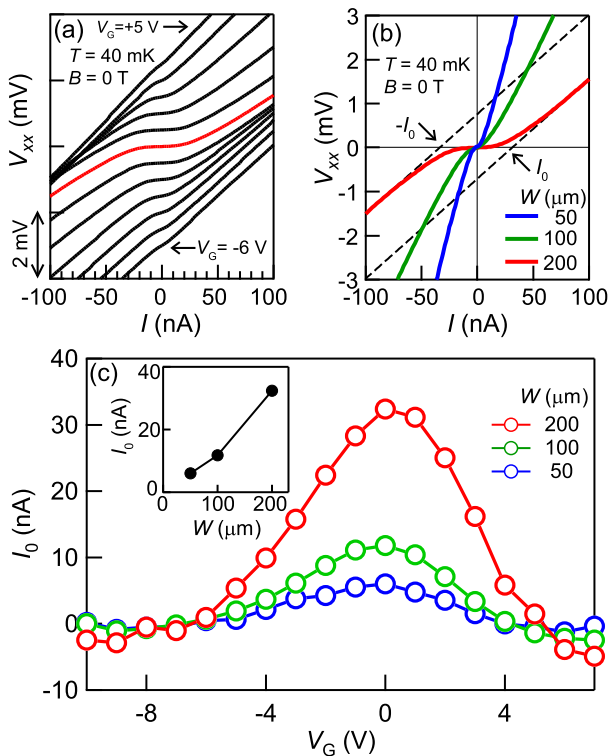 (a)
V_G=+5 V
T = 40 mK
B = 0 T
V_xx (mV)
2 mV
V_G= -6 V
-100 -50 0 50 100
I (nA)
(b)
T = 40 mK
B = 0 T
-I_0
I_0
W (μm)
50
100
200
V_xx (mV)
3
2
1
0
-1
-2
-3
-100 -50 0 50 100
I (nA)
(c)
I_0 (nA)
40
20
0
0 100 200
W (μm)
W (μm)
200
100
50
I_0 (nA)
40
30
20
10
0
-10
-8 -4 0 4
V_G (V)